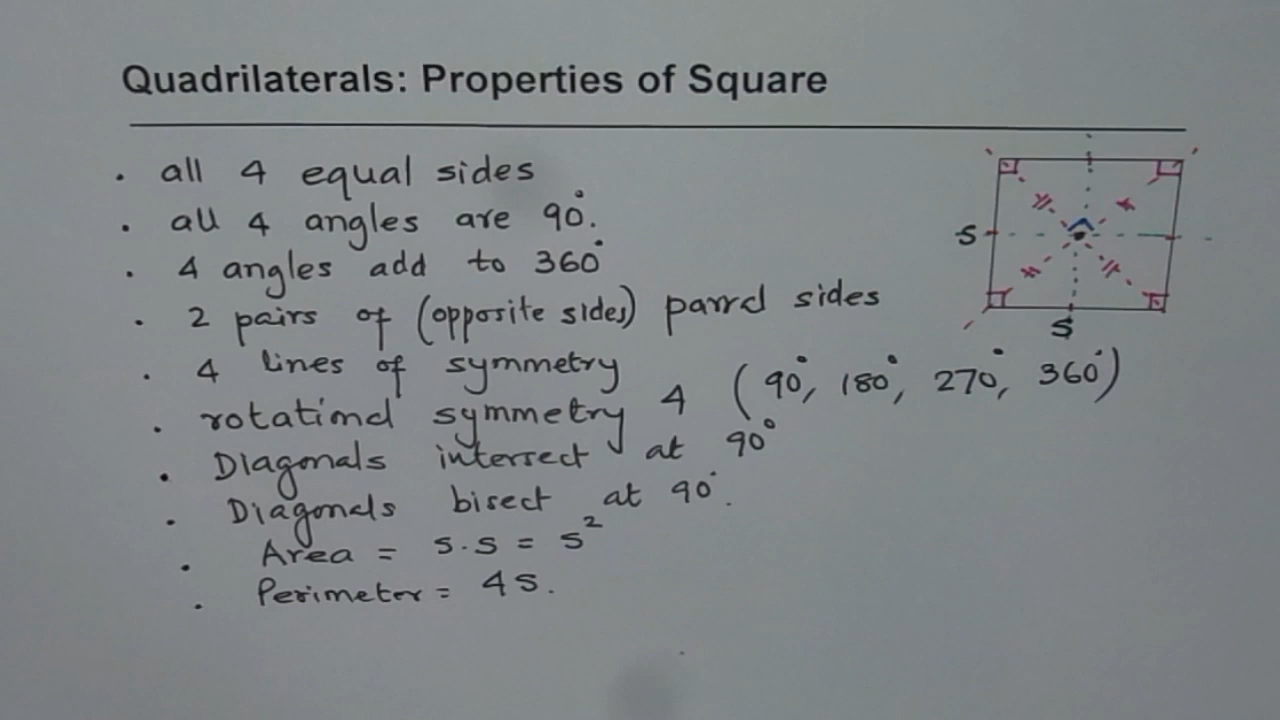 Quadrilaterals: Properties of Square
. all 4 equal sides
. all 4 angles are 90°.
. 4 angles add to 360°
. 2 pairs of (opposite sides) parrel sides
. 4 lines of symmetry
. rotational symmetry 4 (90°, 180°, 270°, 360°)
. Diagonals intersect at 90°
. Diagonals bisect at 90°.
. Area = s.s = s²
. Perimeter = 4s.
S
S